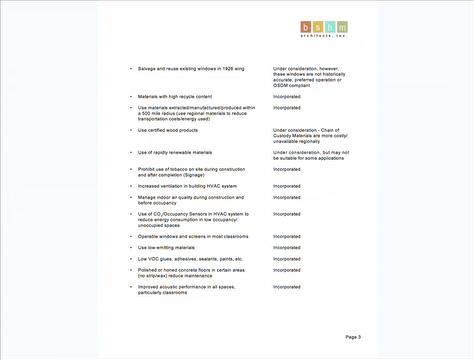 b s h m
architects, inc.
• Salvage and reuse existing windows in 1926 wing
Under consideration, however,
these windows are not historically
accurate, preferred operation or
OSDM compliant
• Materials with high recycle content
Incorporated
• Use materials extracted/manufactured/produced within
a 500 mile radius (use regional materials to reduce
transportation costs/energy used)
Incorporated
• Use certified wood products
Under consideration - Chain of
Custody Materials are more costly/
unavailable regionally
• Use of rapidly renewable materials
Under consideration, but may not
be suitable for some applications
• Prohibit use of tobacco on site during construction
and after completion (Signage)
Incorporated
• Increased ventilation in building HVAC system
Incorporated
• Manage indoor air quality during construction and
before occupancy
Incorporated
• Use of CO2/Occupancy Sensors in HVAC system to
reduce energy consumption in low occupancy/
unoccupied spaces
Incorporated
• Operable windows and screens in most classrooms
Incorporated
• Use low-emitting materials
Incorporated
• Low VOC glues, adhesives, sealants, paints, etc.
Incorporated
• Polished or honed concrete floors in certain areas
(no strip/wax) reduce maintenance
Incorporated
• Improved acoustic performance in all spaces,
particularly classrooms
Incorporated
Page 3